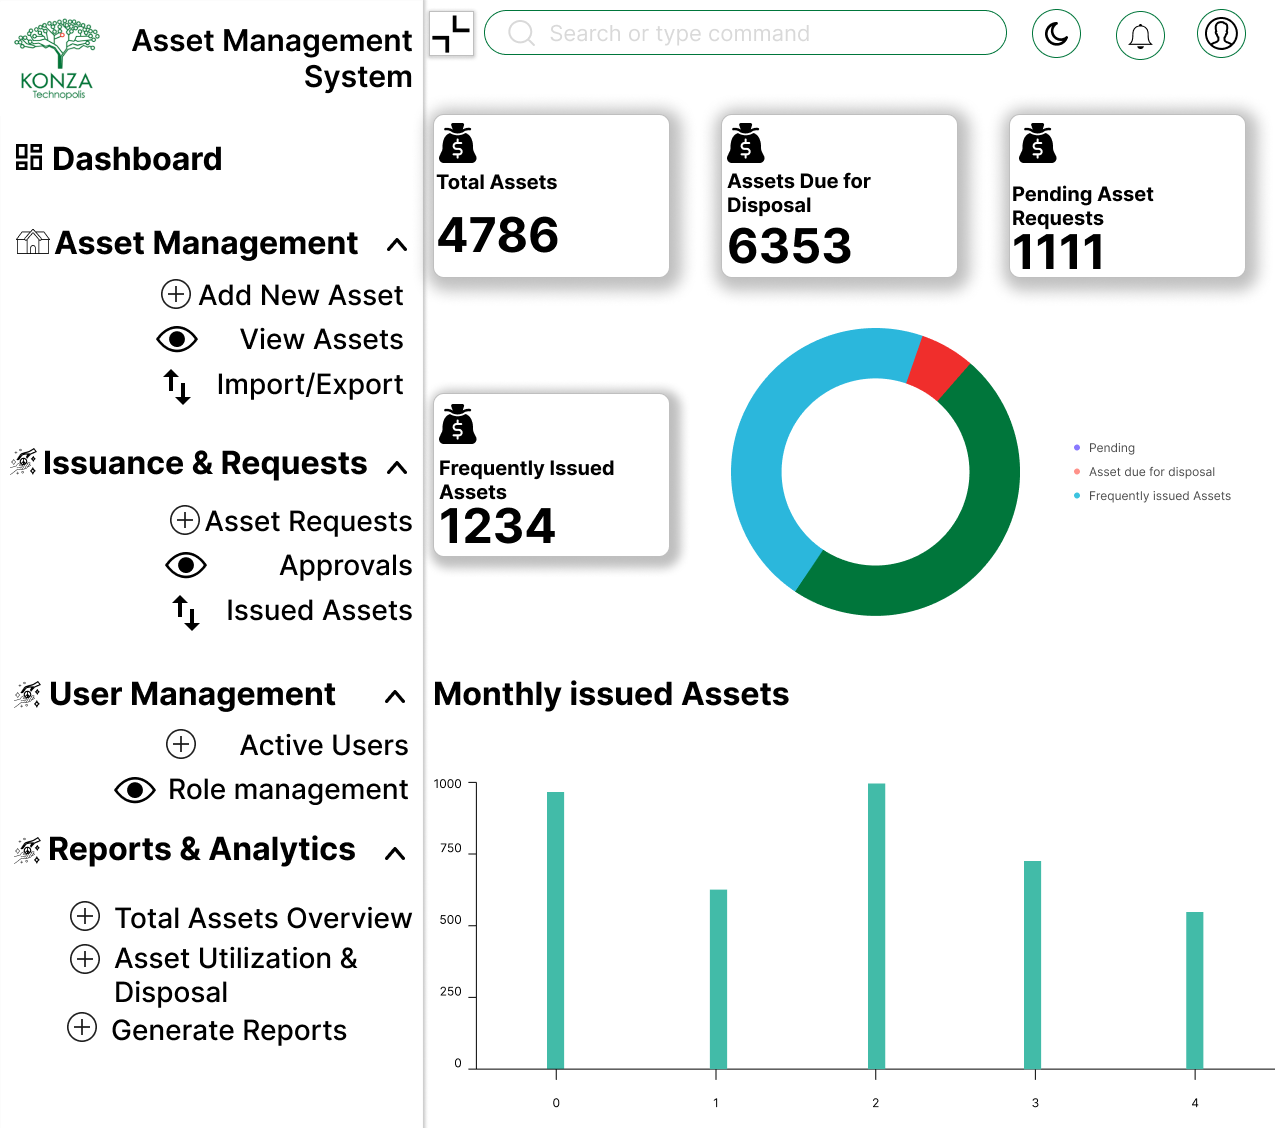 KONZA
Technopolis
Asset Management
System
Dashboard
Asset Management
Add New Asset
View Assets
Import/Export
Issuance & Requests
Asset Requests
Approvals
Issued Assets
User Management
Active Users
Role management
Reports & Analytics
Total Assets Overview
Asset Utilization &
Disposal
Generate Reports
Search or type command
$
Total Assets
4786
$
Assets Due for
Disposal
6353
$
Pending Asset
Requests
1111
$
Frequently Issued
Assets
1234
Pending
Asset due for disposal
Frequently issued Assets
Monthly issued Assets
1000
750
500
250
0
0 1 2 3 4